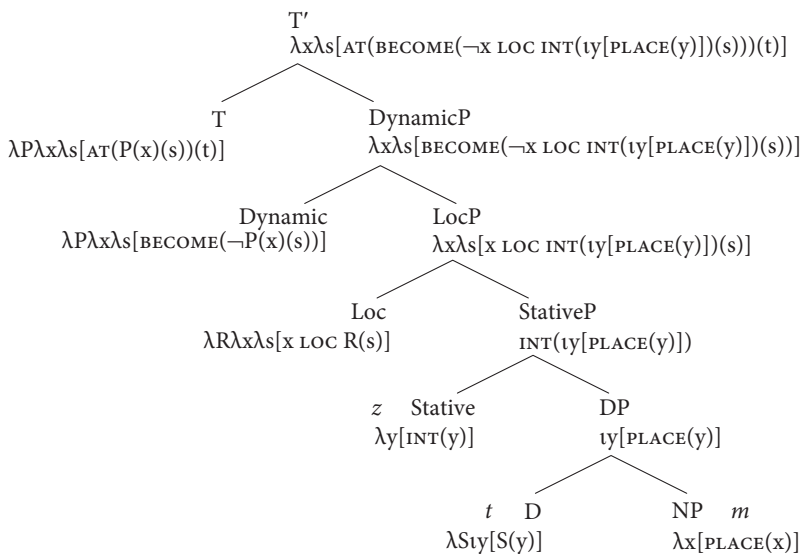 T′
λxλs[AT(BECOME(¬x LOC INT(ιy[PLACE(y)])(s)))(t)]
T DynamicP
λPλxλs[AT(P(x)(s))(t)] λxλs[BECOME(¬x LOC INT(ιy[PLACE(y)])(s))]
Dynamic LocP
λPλxλs[BECOME(¬P(x)(s))] λxλs[x LOC INT(ιy[PLACE(y)])(s)]
Loc StativeP
λRλxλs[x LOC R(s)] INT(ιy[PLACE(y)])
z Stative DP
λy[INT(y)] ιy[PLACE(y)]
t D NP m
λSιy[S(y)] λx[PLACE(x)]